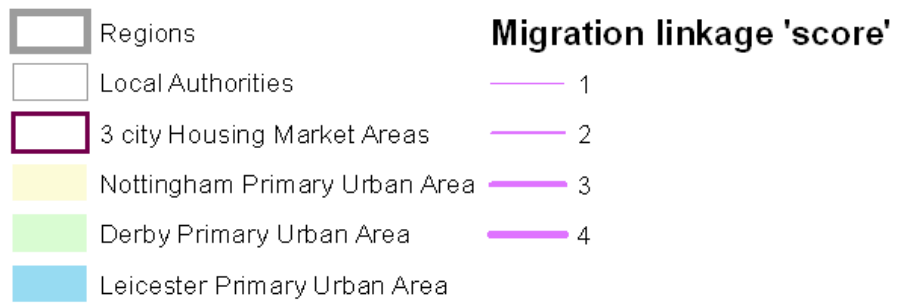 Regions
Migration linkage 'score'
Local Authorities
1
3 city Housing Market Areas
2
Nottingham Primary Urban Area
3
Derby Primary Urban Area
4
Leicester Primary Urban Area